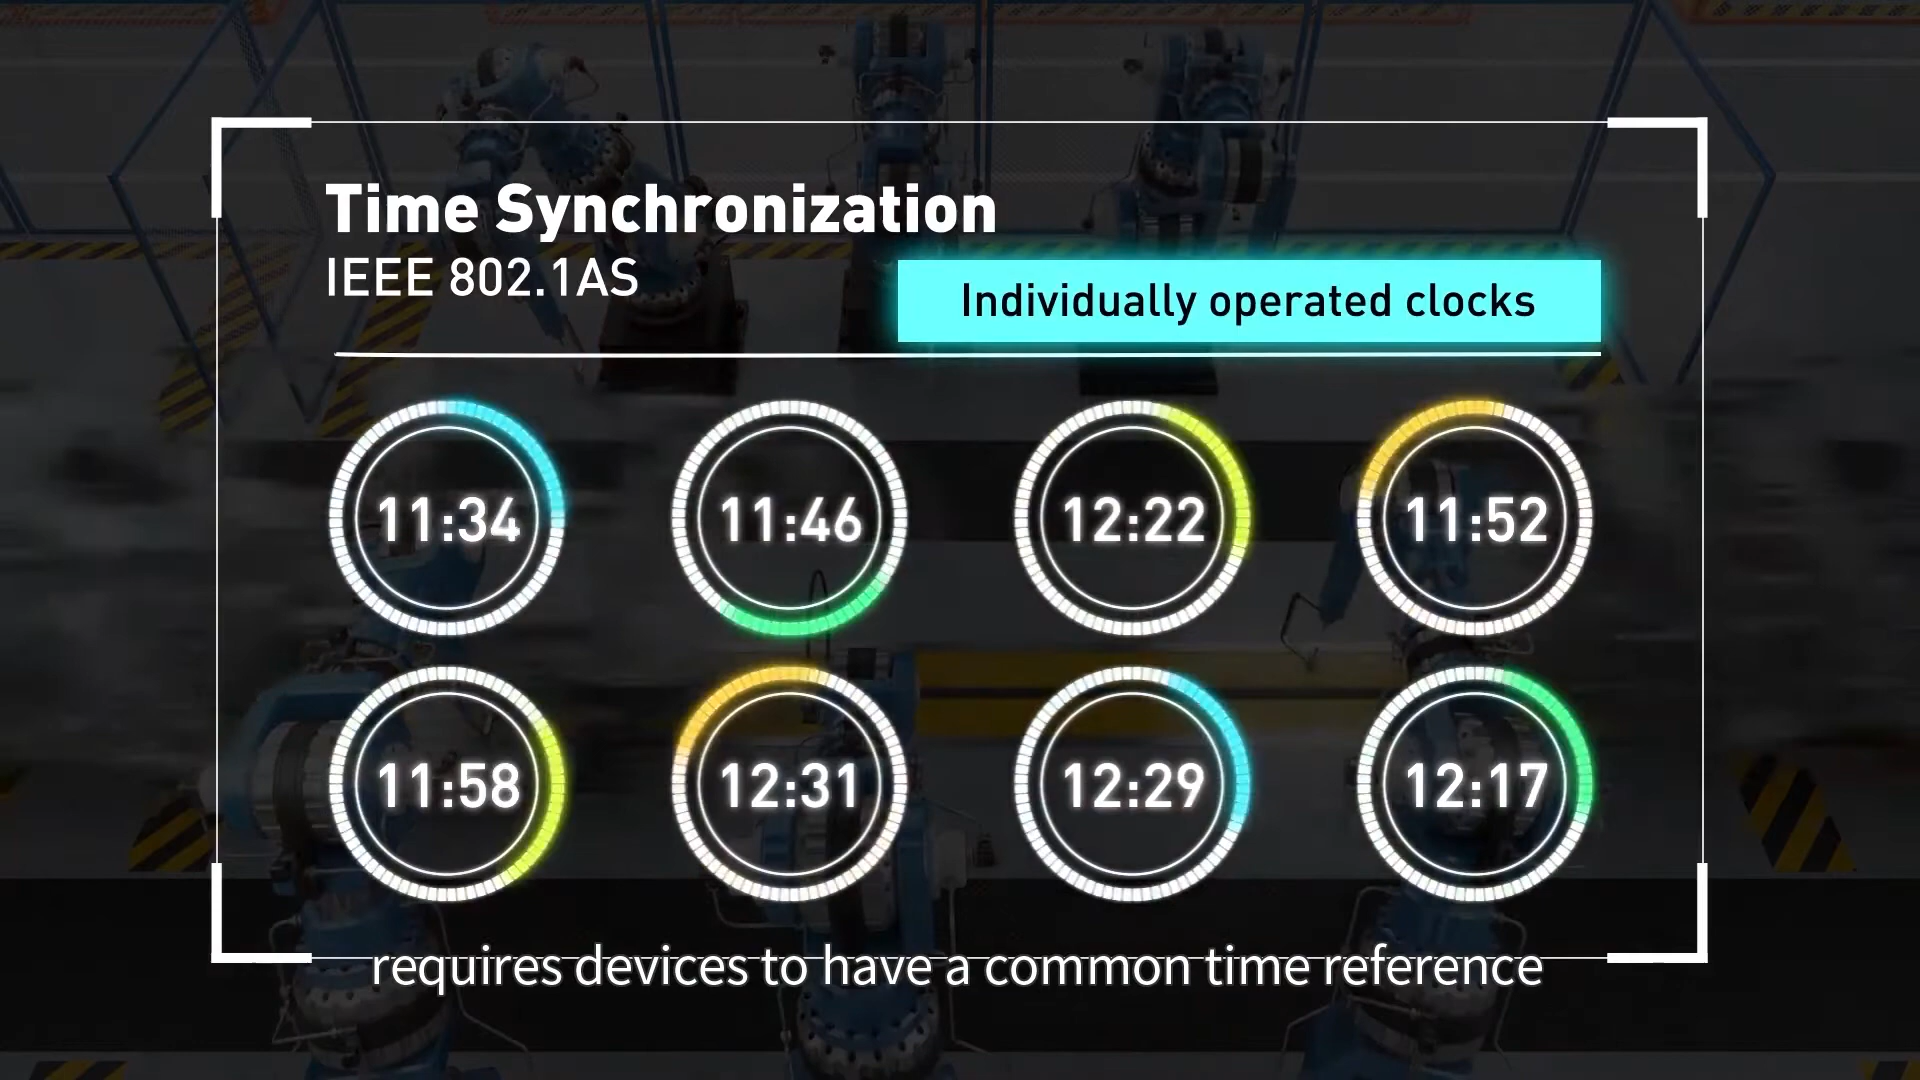 Time Synchronization
IEEE 802.1AS
Individually operated clocks
11:34
11:46
12:22
11:52
11:58
12:31
12:29
12:17
requires devices to have a common time reference